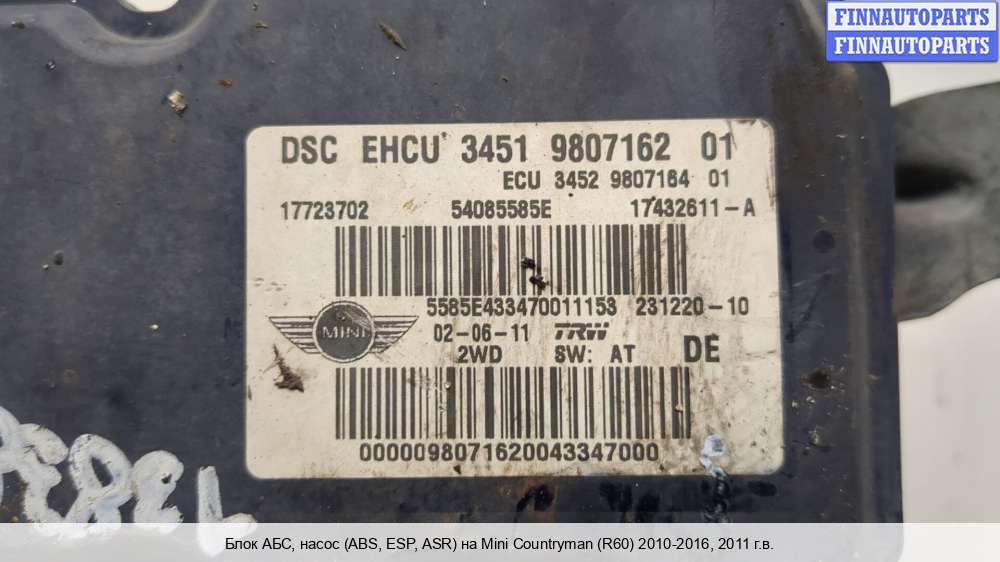 FINNAUTOPARTS
FINNAUTOPARTS
DSC EHCU 3451 9807162 01
ECU 3452 9807164 01
17723702 54085585E 17432611-A
5585E433470011153 231220-10
MINI 02-06-11 TRW
2WD SW: AT DE
00000980716200433470​00
Блок АБС, насос (ABS, ESP, ASR) на Mini Countryman (R60) 2010-2016, 2011 г.в.